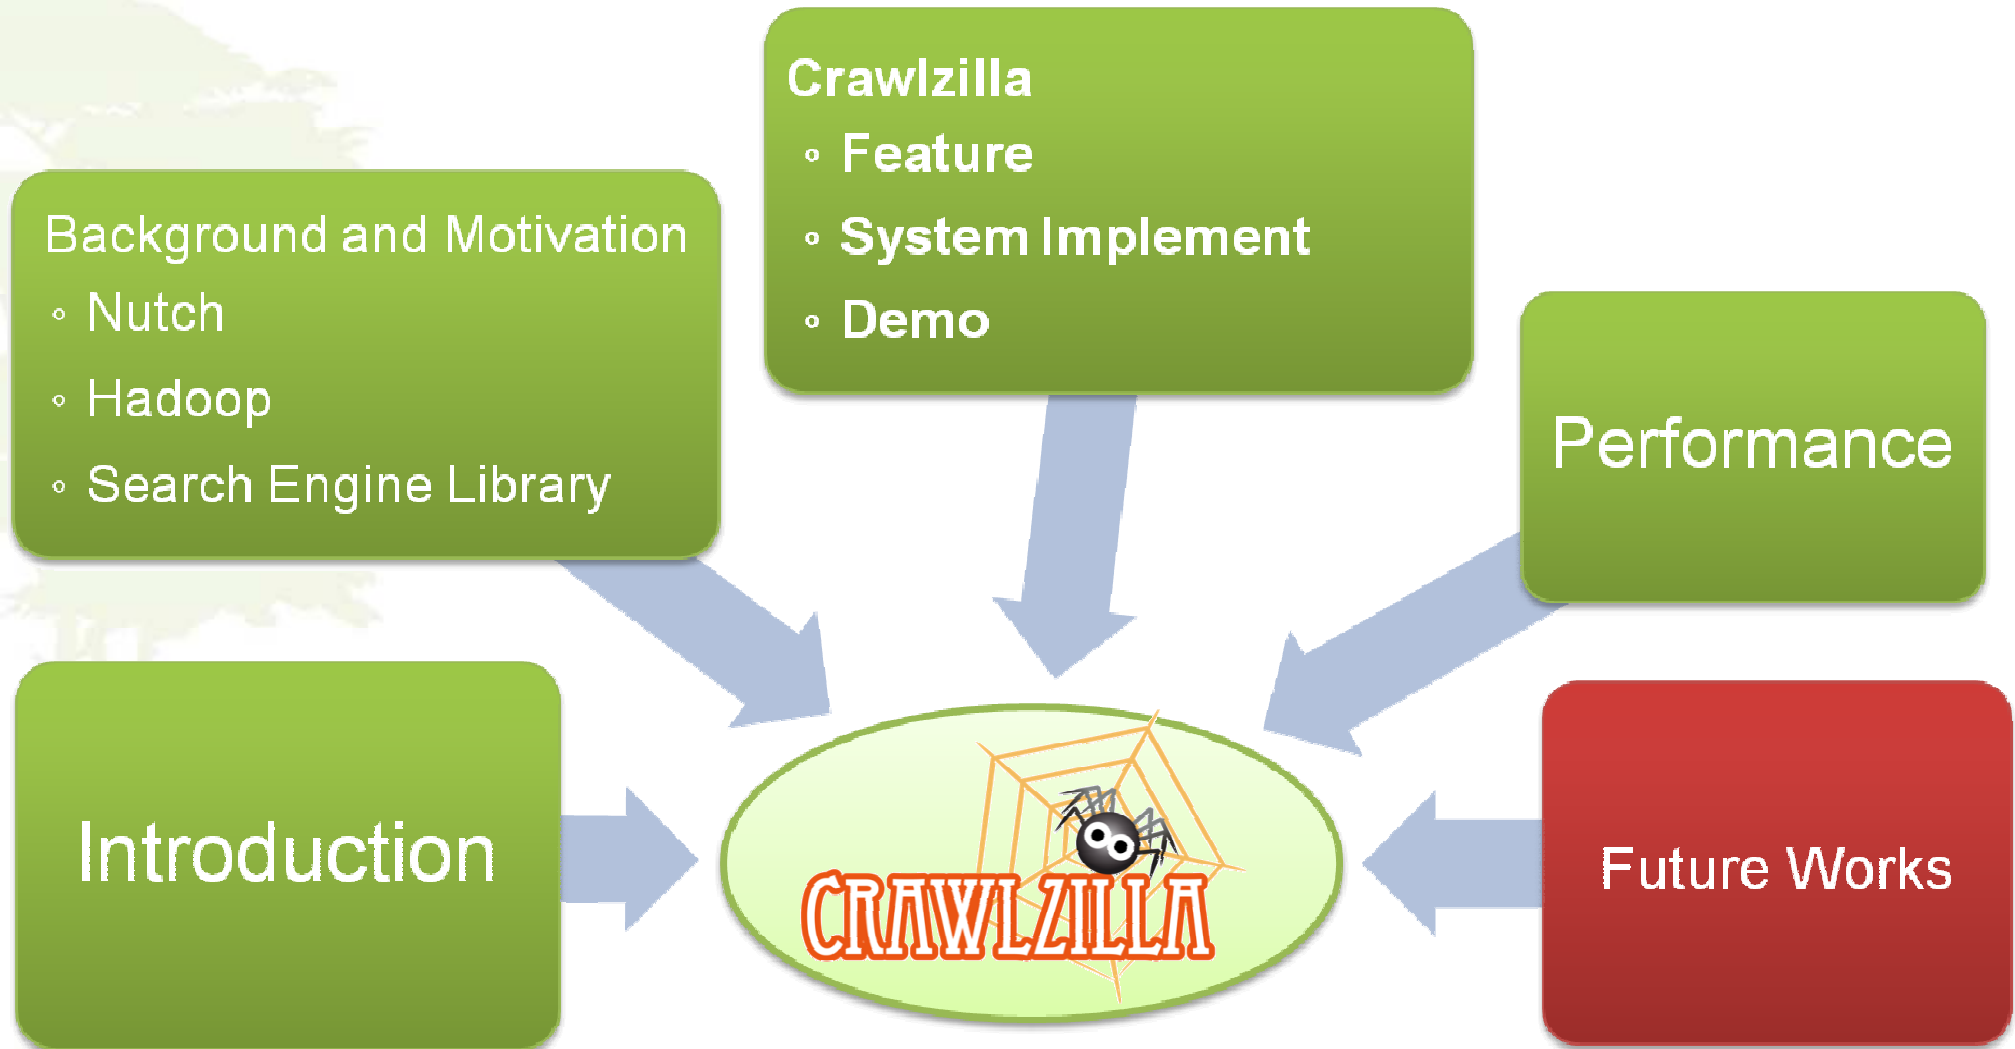 Crawlzilla
◦ Feature
◦ System Implement
◦ Demo
Background and Motivation
◦ Nutch
◦ Hadoop
◦ Search Engine Library
Performance
Introduction
Future Works
CRAWLZILLA